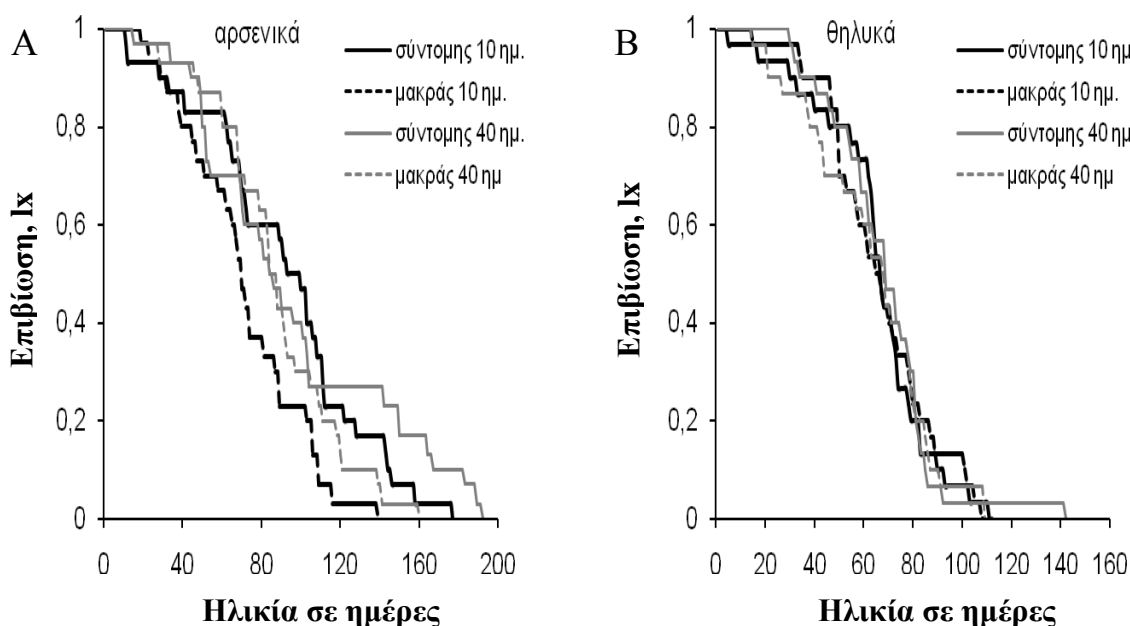 A
αρσενικά
Επιβίωση, lx
1
0,8
0,6
0,4
0,2
0
0 40 80 120 160 200
Ηλικία σε ημέρες
σύντομης 10 ημ.
μακράς 10 ημ.
σύντομης 40 ημ.
μακράς 40 ημ
B
θηλυκά
Επιβίωση, lx
1
0,8
0,6
0,4
0,2
0
0 20 40 60 80 100 120 140 160
Ηλικία σε ημέρες
σύντομης 10 ημ.
μακράς 10 ημ.
σύντομης 40 ημ.
μακράς 40 ημ